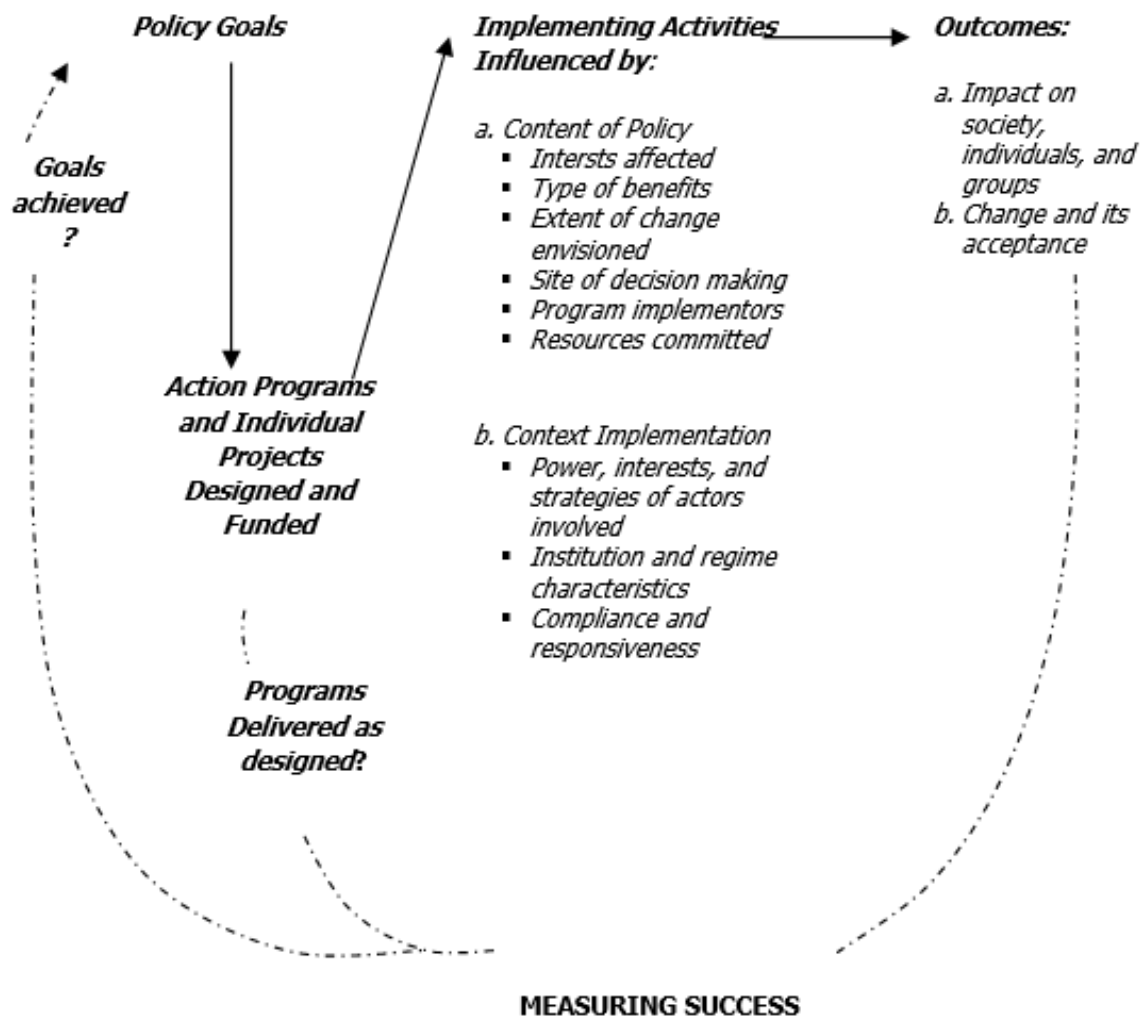 Policy Goals
Goals
achieved
?
Action Programs
and Individual
Projects
Designed and
Funded
Programs
Delivered as
designed?
Implementing Activities
Influenced by:
a. Content of Policy
▪ Intersts affected
▪ Type of benefits
▪ Extent of change
envisioned
▪ Site of decision making
▪ Program implementors
▪ Resources committed
b. Context Implementation
▪ Power, interests, and
strategies of actors
involved
▪ Institution and regime
characteristics
▪ Compliance and
responsiveness
Outcomes:
a. Impact on
society,
individuals, and
groups
b. Change and its
acceptance
MEASURING SUCCESS